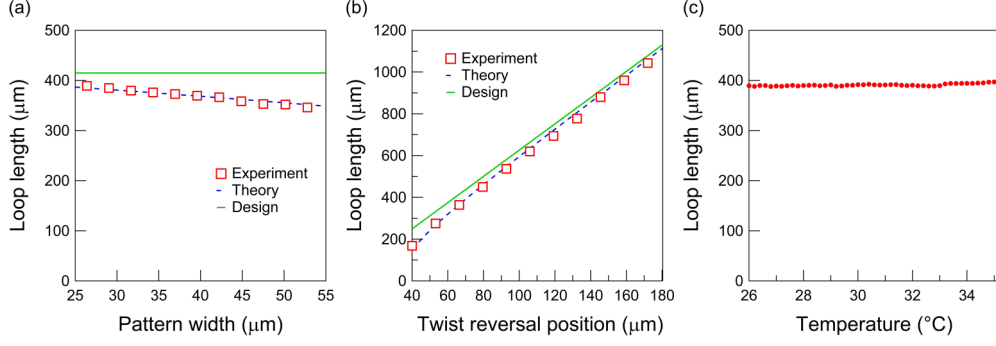 (a)
500
400
300
200
100
0
25
30
35
40
45
50
55
Loop length (μm)
Pattern width (μm)
Experiment
Theory
Design
(b)
1200
1000
800
600
400
200
0
40
60
80
100
120
140
160
180
Loop length (μm)
Twist reversal position (μm)
Experiment
Theory
Design
(c)
500
400
300
200
100
0
26
28
30
32
34
Loop length (μm)
Temperature (°C)